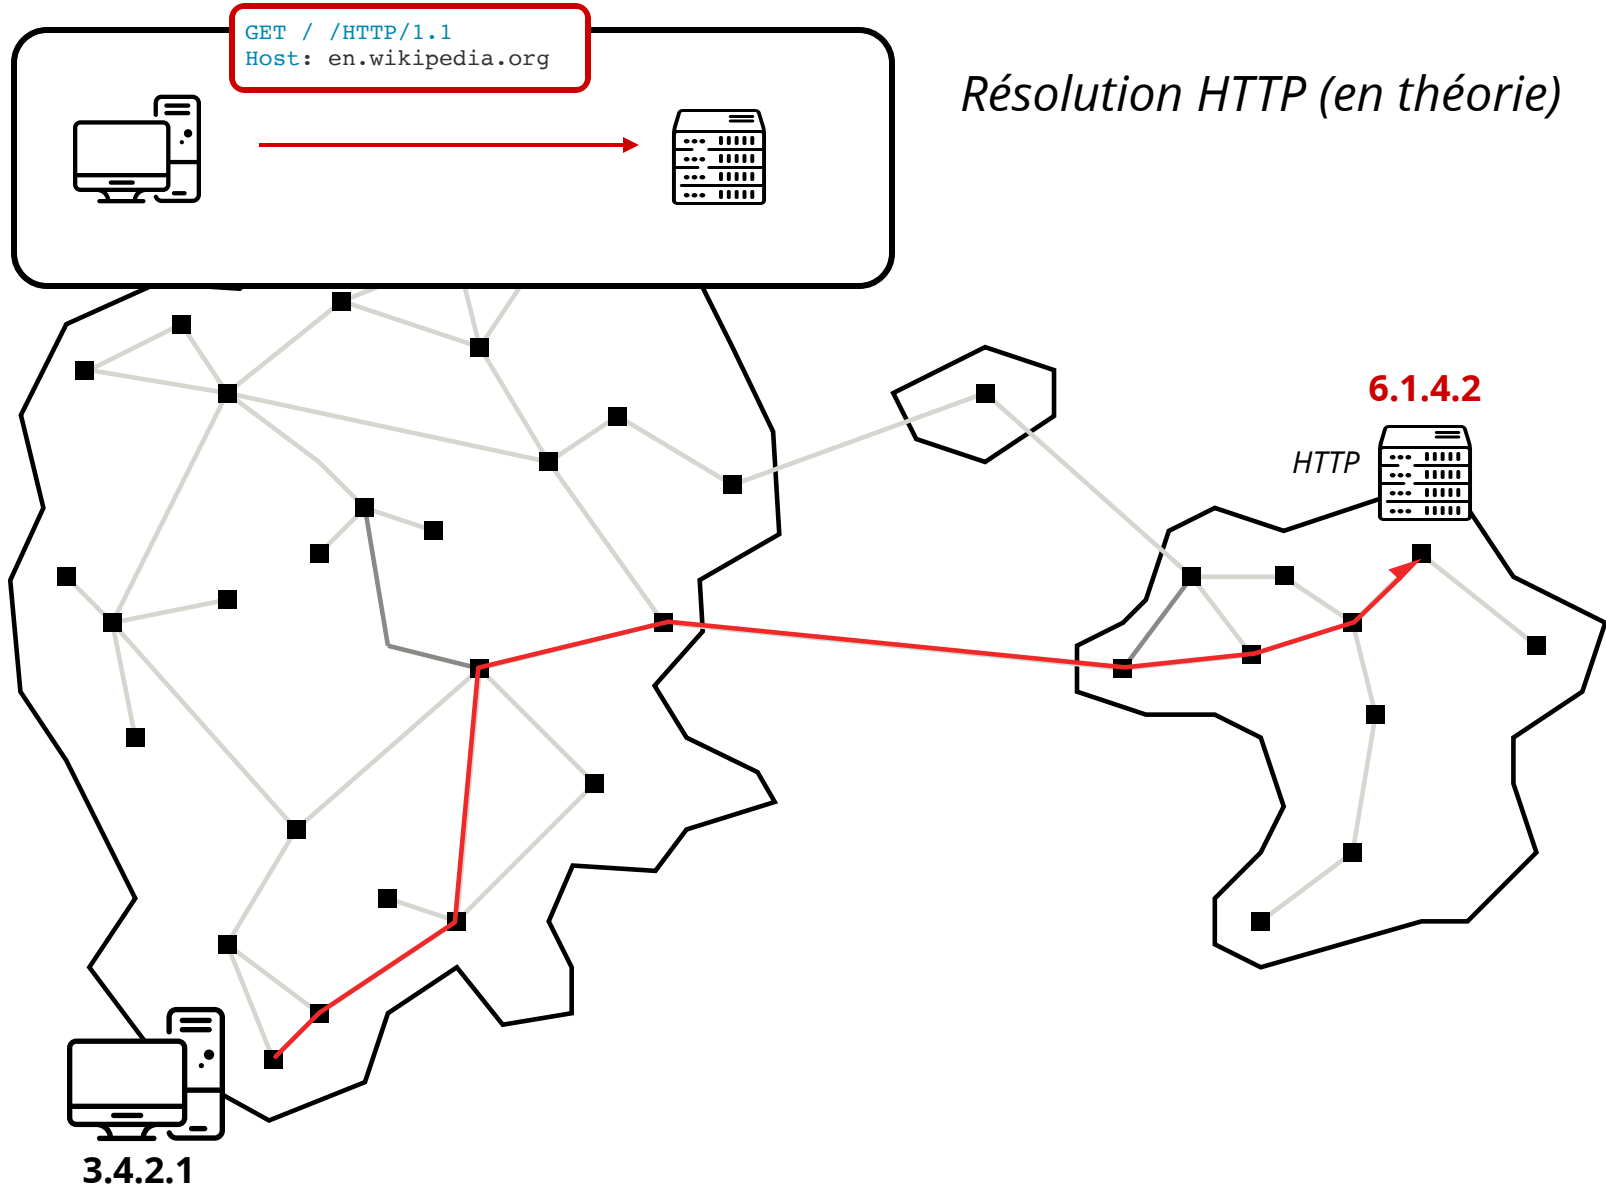 GET / /HTTP/1.1
Host: en.wikipedia.org
Résolution HTTP (en théorie)
6.1.4.2
HTTP
3.4.2.1